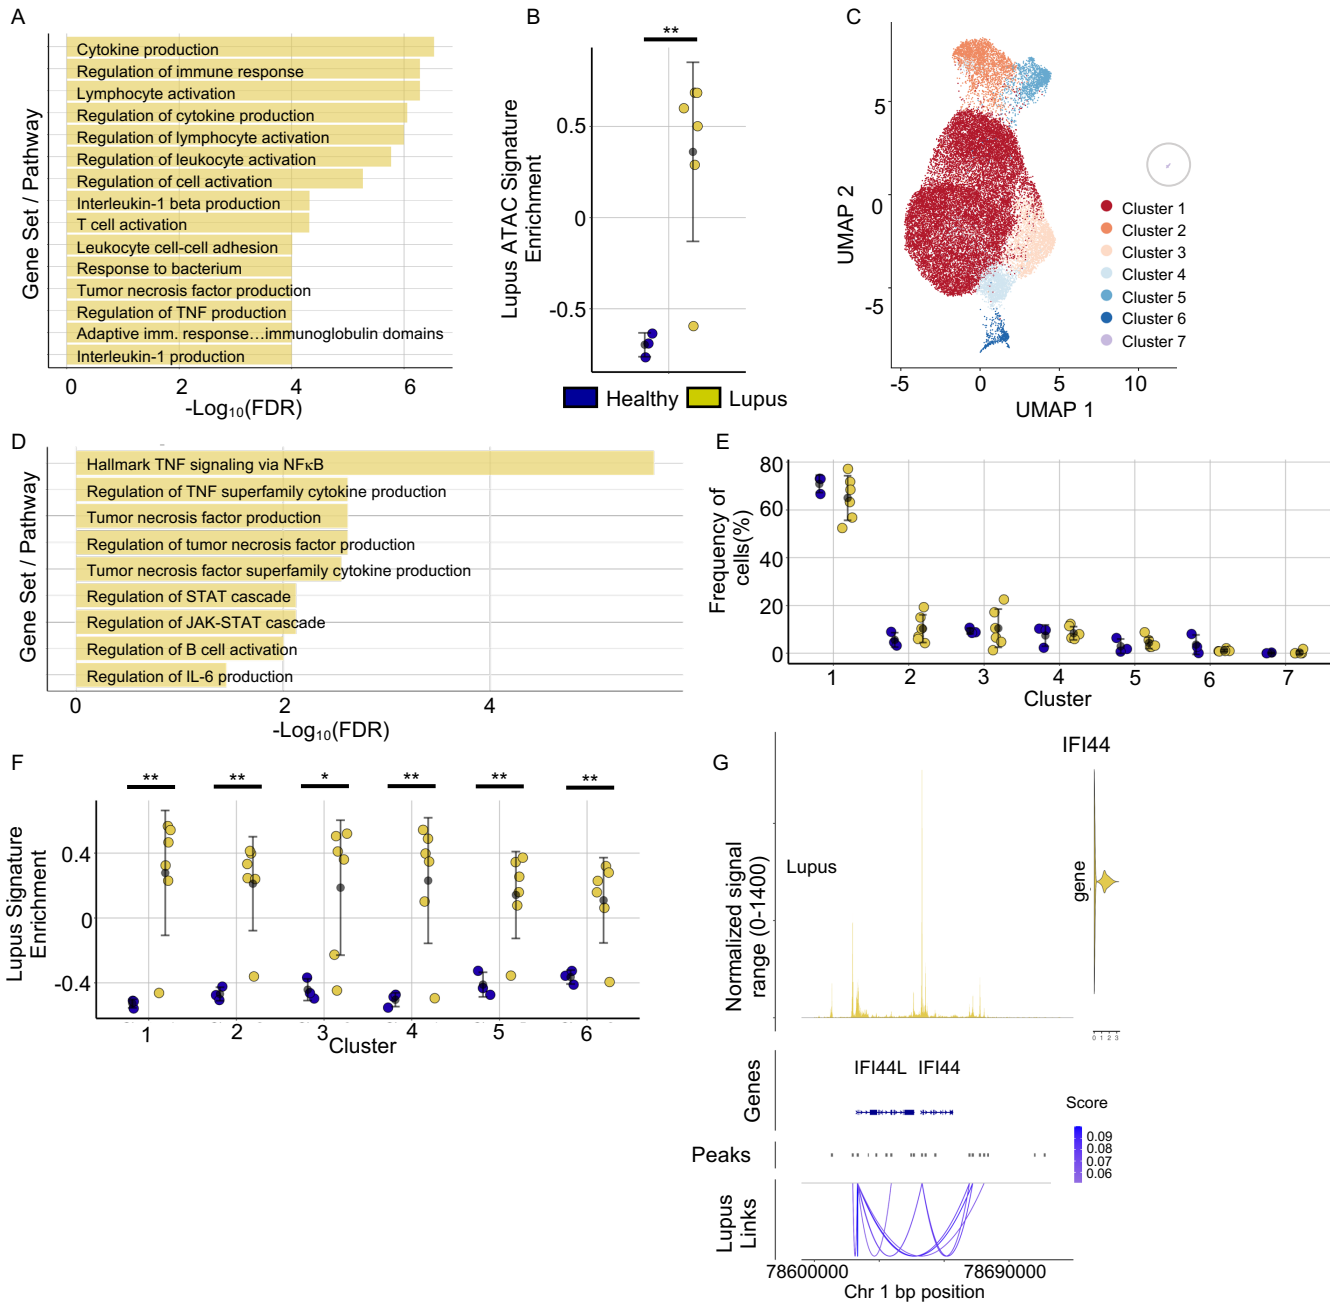 A
Gene Set / Pathway
Cytokine production
Regulation of immune response
Lymphocyte activation
Regulation of cytokine production
Regulation of lymphocyte activation
Regulation of leukocyte activation
Regulation of cell activation
Interleukin-1 beta production
T cell activation
Leukocyte cell-cell adhesion
Response to bacterium
Tumor necrosis factor production
Regulation of TNF production
Adaptive imm. response…immunoglobulin domains
Interleukin-1 production
0 2 4 6
-Log₁₀(FDR)
B
**
Lupus ATAC Signature
Enrichment
0.5
0
-0.5
Healthy Lupus
C
UMAP 2
5
0
-5
-5 0 5 10
UMAP 1
Cluster 1
Cluster 2
Cluster 3
Cluster 4
Cluster 5
Cluster 6
Cluster 7
D
Gene Set / Pathway
Hallmark TNF signaling via NFκB
Regulation of TNF superfamily cytokine production
Tumor necrosis factor production
Regulation of tumor necrosis factor production
Tumor necrosis factor superfamily cytokine production
Regulation of STAT cascade
Regulation of JAK-STAT cascade
Regulation of B cell activation
Regulation of IL-6 production
0 2 4
-Log₁₀(FDR)
E
Frequency of
cells(%)
80
60
40
20
0
1 2 3 4 5 6 7
Cluster
F
** ** * ** ** **
Lupus Signature
Enrichment
0.4
0
-0.4
1 2 3 4 5 6
Cluster
G
IFI44
Normalized signal
range (0-1400)
Lupus
gene
0 1 2 3
Genes
IFI44L IFI44
Peaks
Lupus
Links
Score
0.09
0.08
0.07
0.06
78600000 78690000
Chr 1 bp position